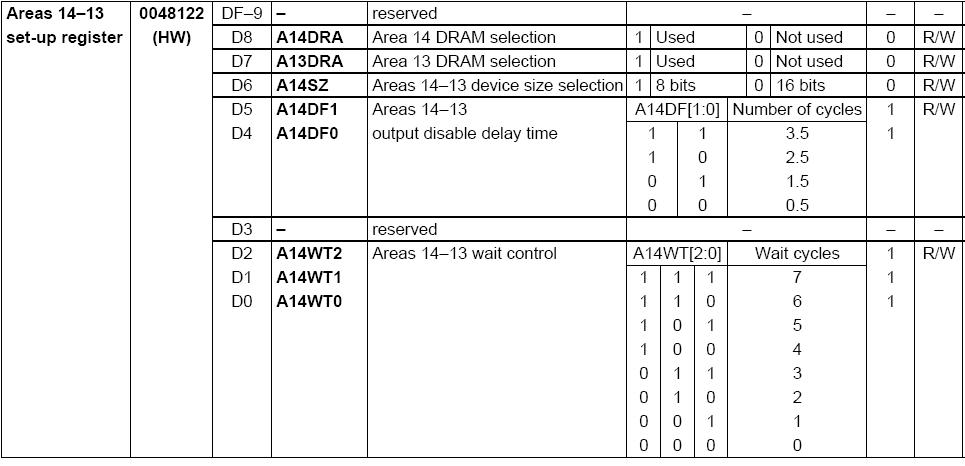 Areas 14–13 0048122 DF–9 – reserved – – –
set-up register (HW) D8 A14DRA Area 14 DRAM selection 1 Used 0 Not used 0 R/W
D7 A13DRA Area 13 DRAM selection 1 Used 0 Not used 0 R/W
D6 A14SZ Areas 14–13 device size selection 1 8 bits 0 16 bits 0 R/W
D5 A14DF1 Areas 14–13 A14DF[1:0] Number of cycles 1 R/W
D4 A14DF0 output disable delay time 1 1 3.5 1
1 0 2.5
0 1 1.5
0 0 0.5
D3 – reserved – – –
D2 A14WT2 Areas 14–13 wait control A14WT[2:0] Wait cycles 1 R/W
D1 A14WT1 1 1 1 7 1
D0 A14WT0 1 1 0 6 1
1 0 1 5
1 0 0 4
0 1 1 3
0 1 0 2
0 0 1 1
0 0 0 0